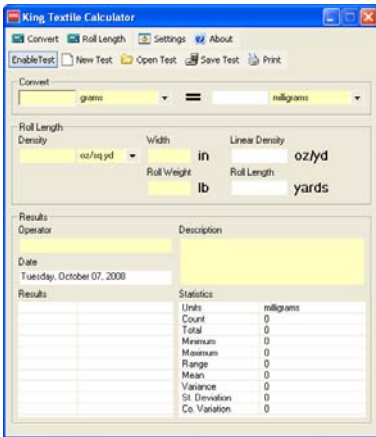 King Textile Calculator
Convert Roll Length Settings About
EnableTest New Test Open Test Save Test Print
Convert
grams = milligrams
Roll Length
Density Width Linear Density
oz/sq yd in oz/yd
Roll Weight Roll Length
lb yards
Results
Operator Description
Date
Tuesday, October 07, 2008
Results Statistics
Units milligrams
Count 0
Total 0
Minimum 0
Maximum 0
Range 0
Mean 0
Variance 0
St. Deviation 0
Co. Variation 0